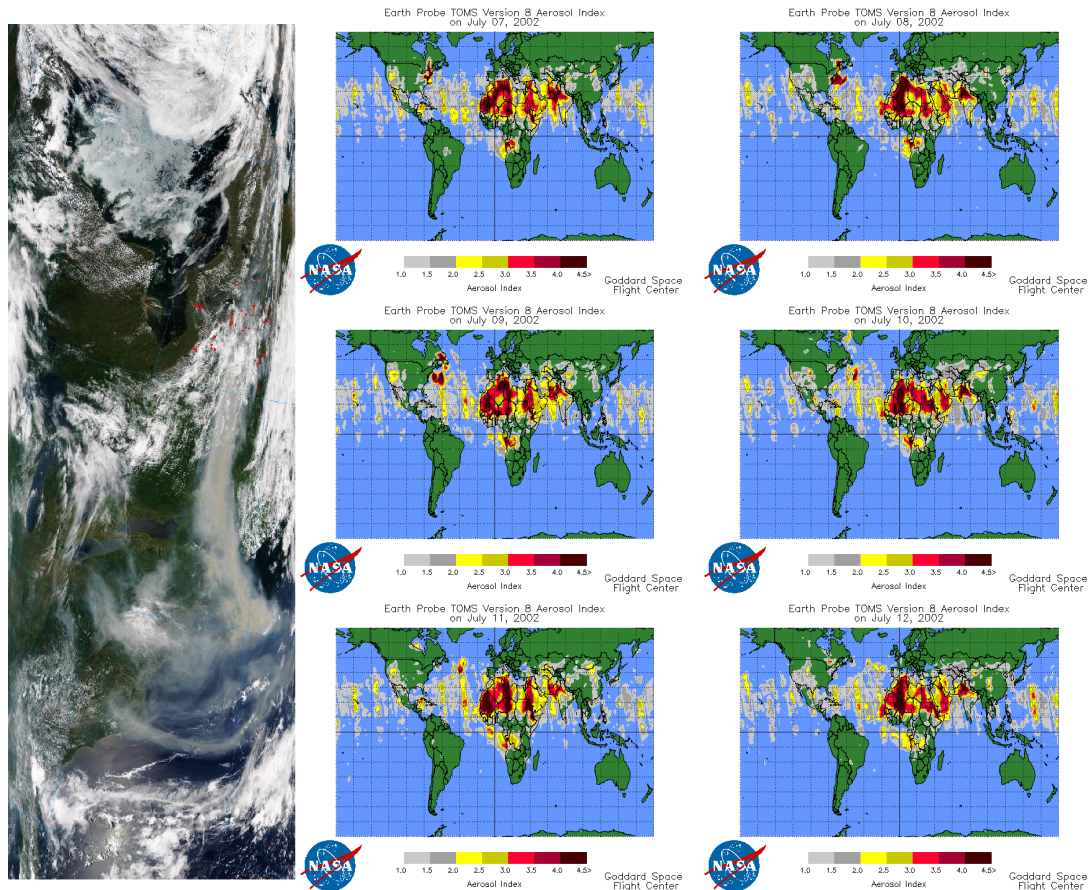 Earth Probe TOMS Version 8 Aerosol Index
on July 07, 2002
NASA
1.0 1.5 2.0 2.5 3.0 3.5 4.0 4.5>
Aerosol Index
Goddard Space
Flight Center
Earth Probe TOMS Version 8 Aerosol Index
on July 08, 2002
NASA
1.0 1.5 2.0 2.5 3.0 3.5 4.0 4.5>
Aerosol Index
Goddard Space
Flight Center
Earth Probe TOMS Version 8 Aerosol Index
on July 09, 2002
NASA
1.0 1.5 2.0 2.5 3.0 3.5 4.0 4.5>
Aerosol Index
Goddard Space
Flight Center
Earth Probe TOMS Version 8 Aerosol Index
on July 10, 2002
NASA
1.0 1.5 2.0 2.5 3.0 3.5 4.0 4.5>
Aerosol Index
Goddard Space
Flight Center
Earth Probe TOMS Version 8 Aerosol Index
on July 11, 2002
NASA
1.0 1.5 2.0 2.5 3.0 3.5 4.0 4.5>
Aerosol Index
Goddard Space
Flight Center
Earth Probe TOMS Version 8 Aerosol Index
on July 12, 2002
NASA
1.0 1.5 2.0 2.5 3.0 3.5 4.0 4.5>
Aerosol Index
Goddard Space
Flight Center